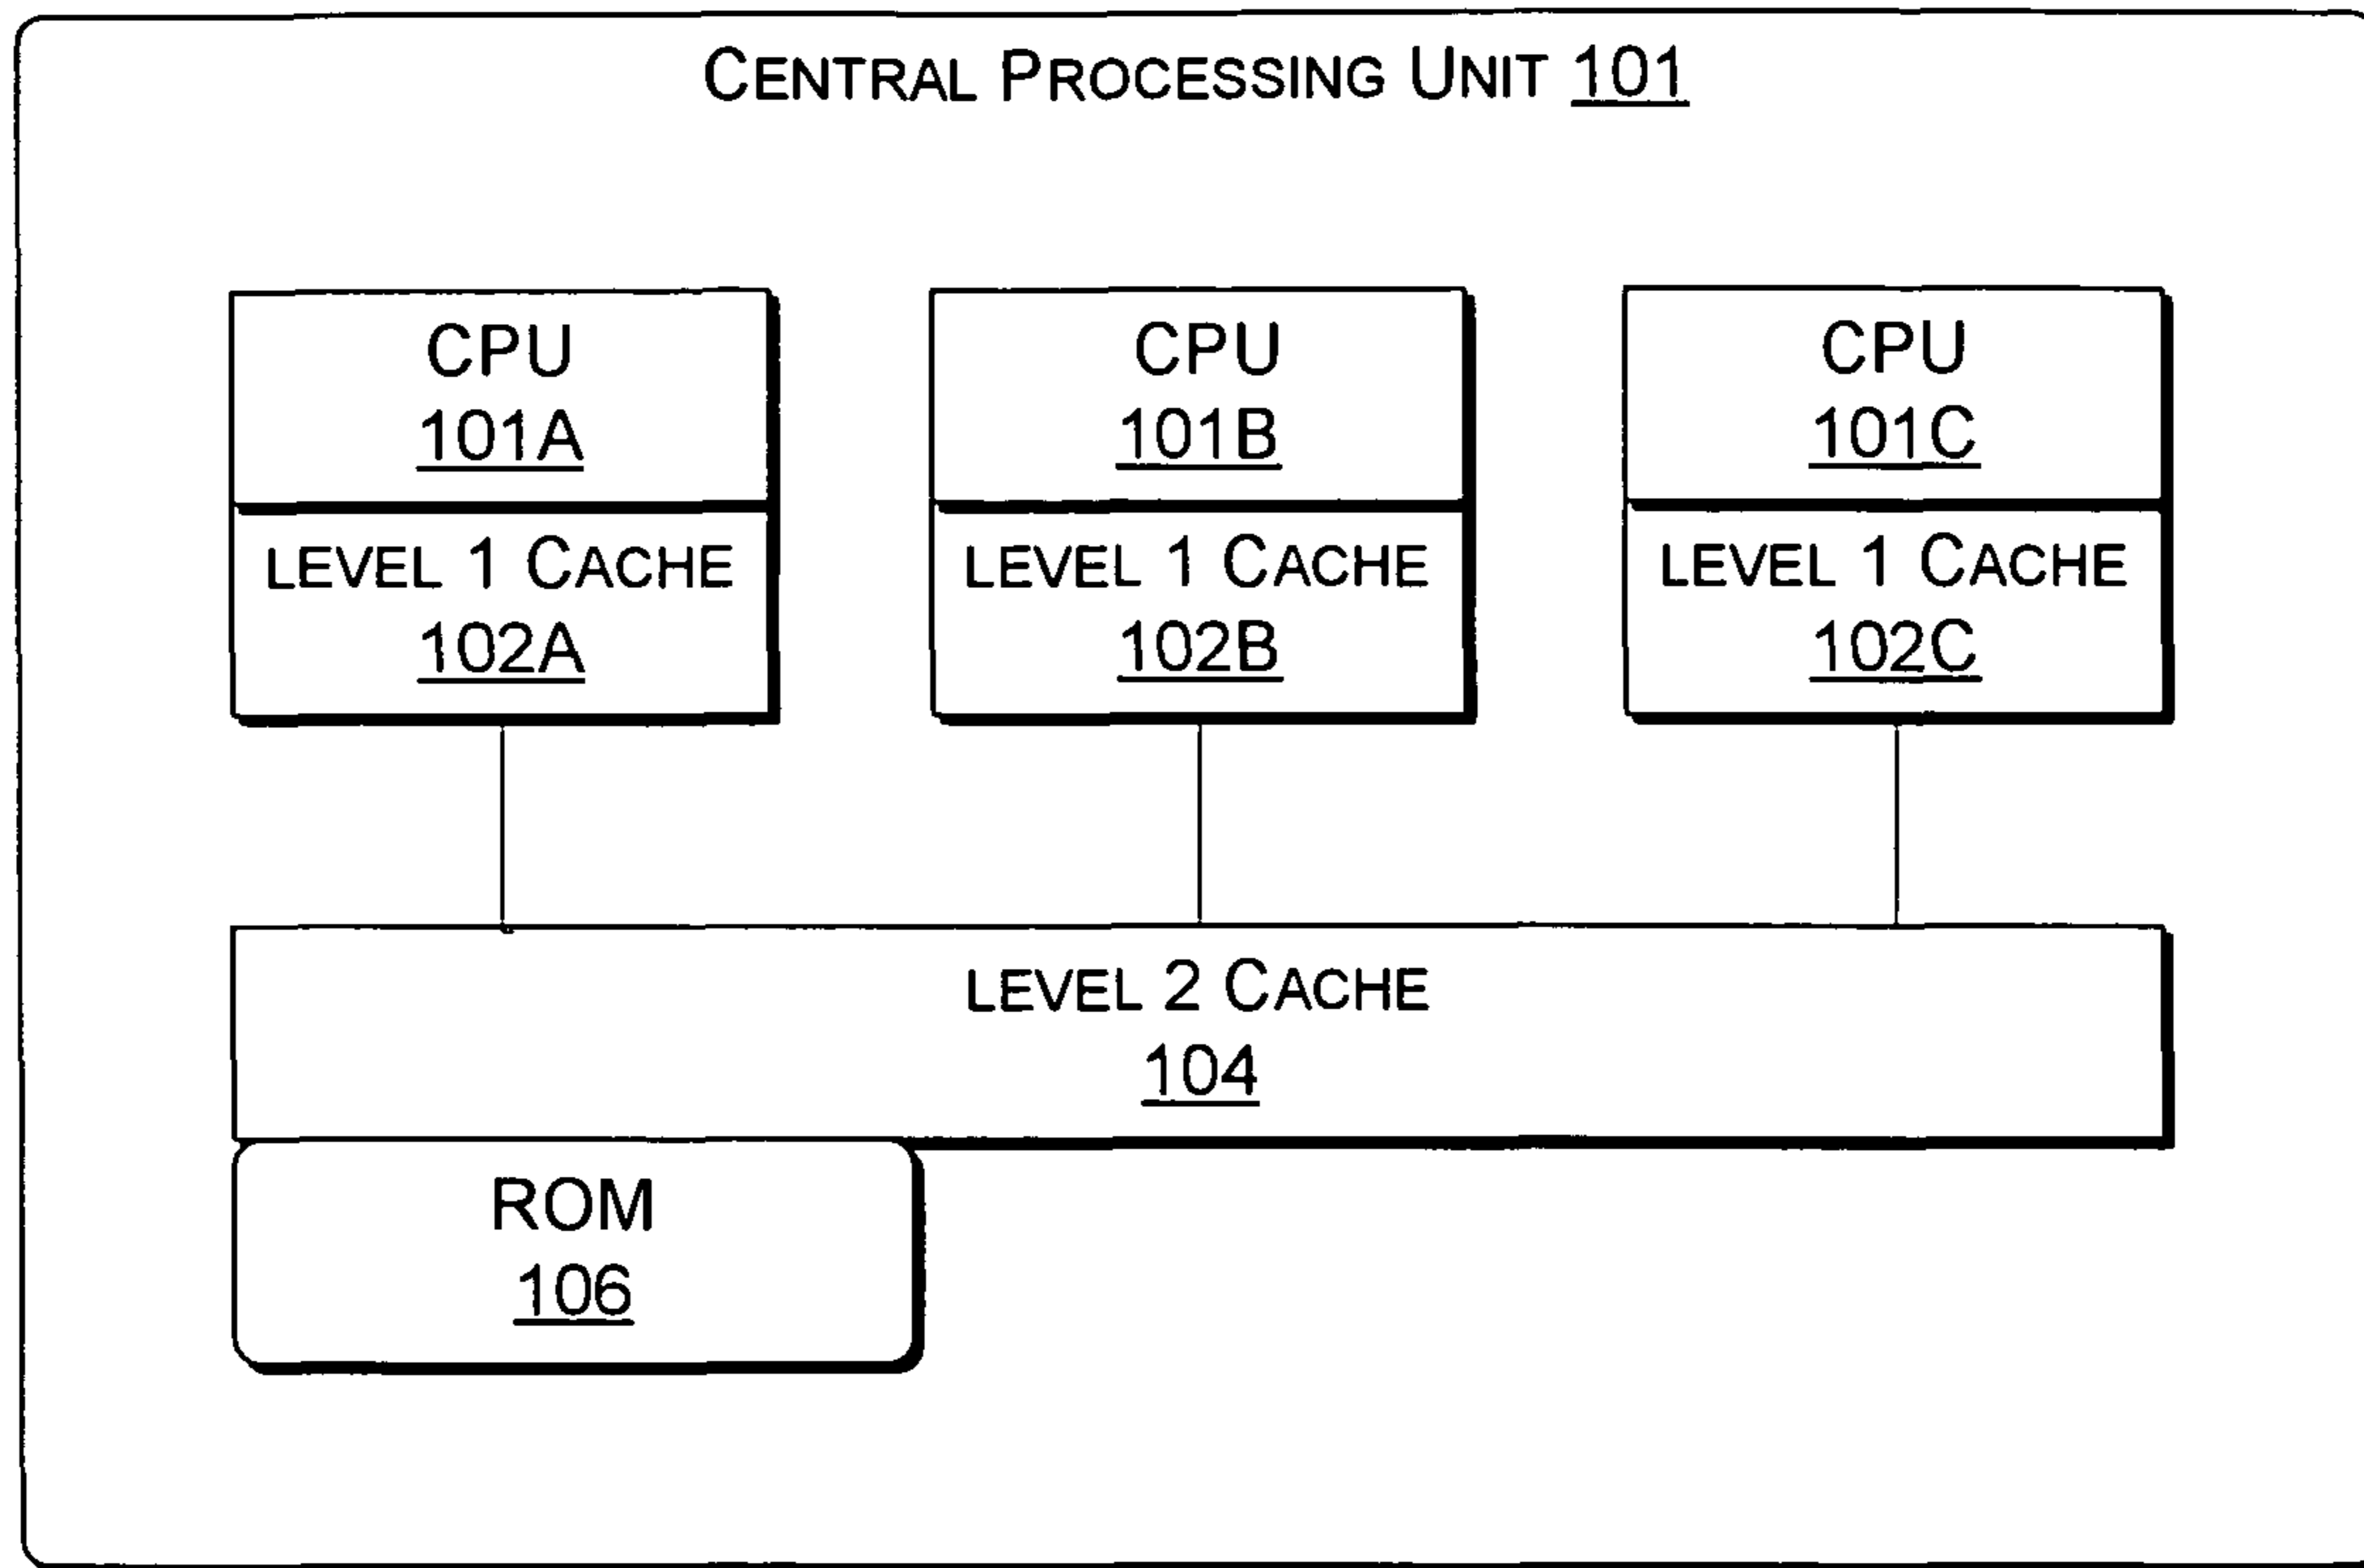 CENTRAL PROCESSING UNIT 101
CPU
101A
LEVEL 1 CACHE
102A
CPU
101B
LEVEL 1 CACHE
102B
CPU
101C
LEVEL 1 CACHE
102C
LEVEL 2 CACHE
104
ROM
106